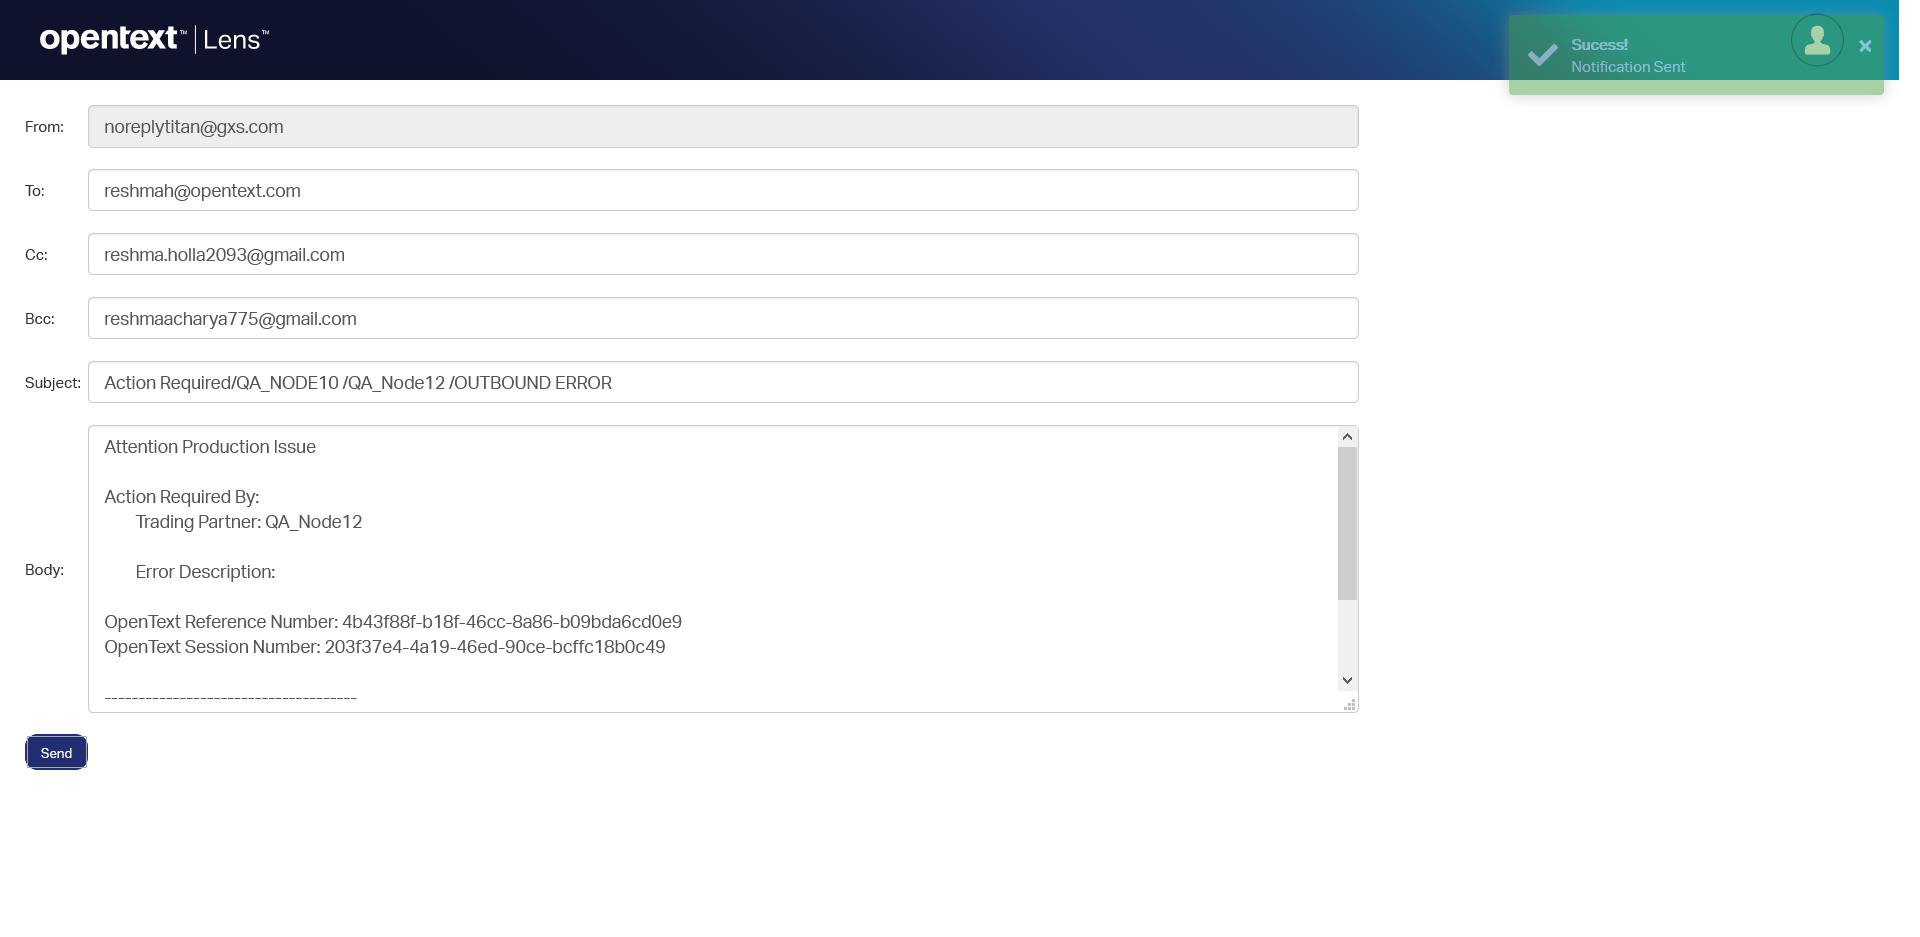 opentext™ | Lens™
Sucess!
Notification Sent
×
From: noreplytitan@gxs.com
To: reshmah@opentext.com
Cc: reshma.holla2093@gmail.com
Bcc: reshmaacharya775@gmail.com
Subject: Action Required/QA_NODE10 /QA_Node12 /OUTBOUND ERROR
Body:
Attention Production Issue
Action Required By:
Trading Partner: QA_Node12
Error Description:
OpenText Reference Number: 4b43f88f-b18f-46cc-8a86-b09bda6cd0e9
OpenText Session Number: 203f37e4-4a19-46ed-90ce-bcffc18b0c49
-------------------------------------
Send